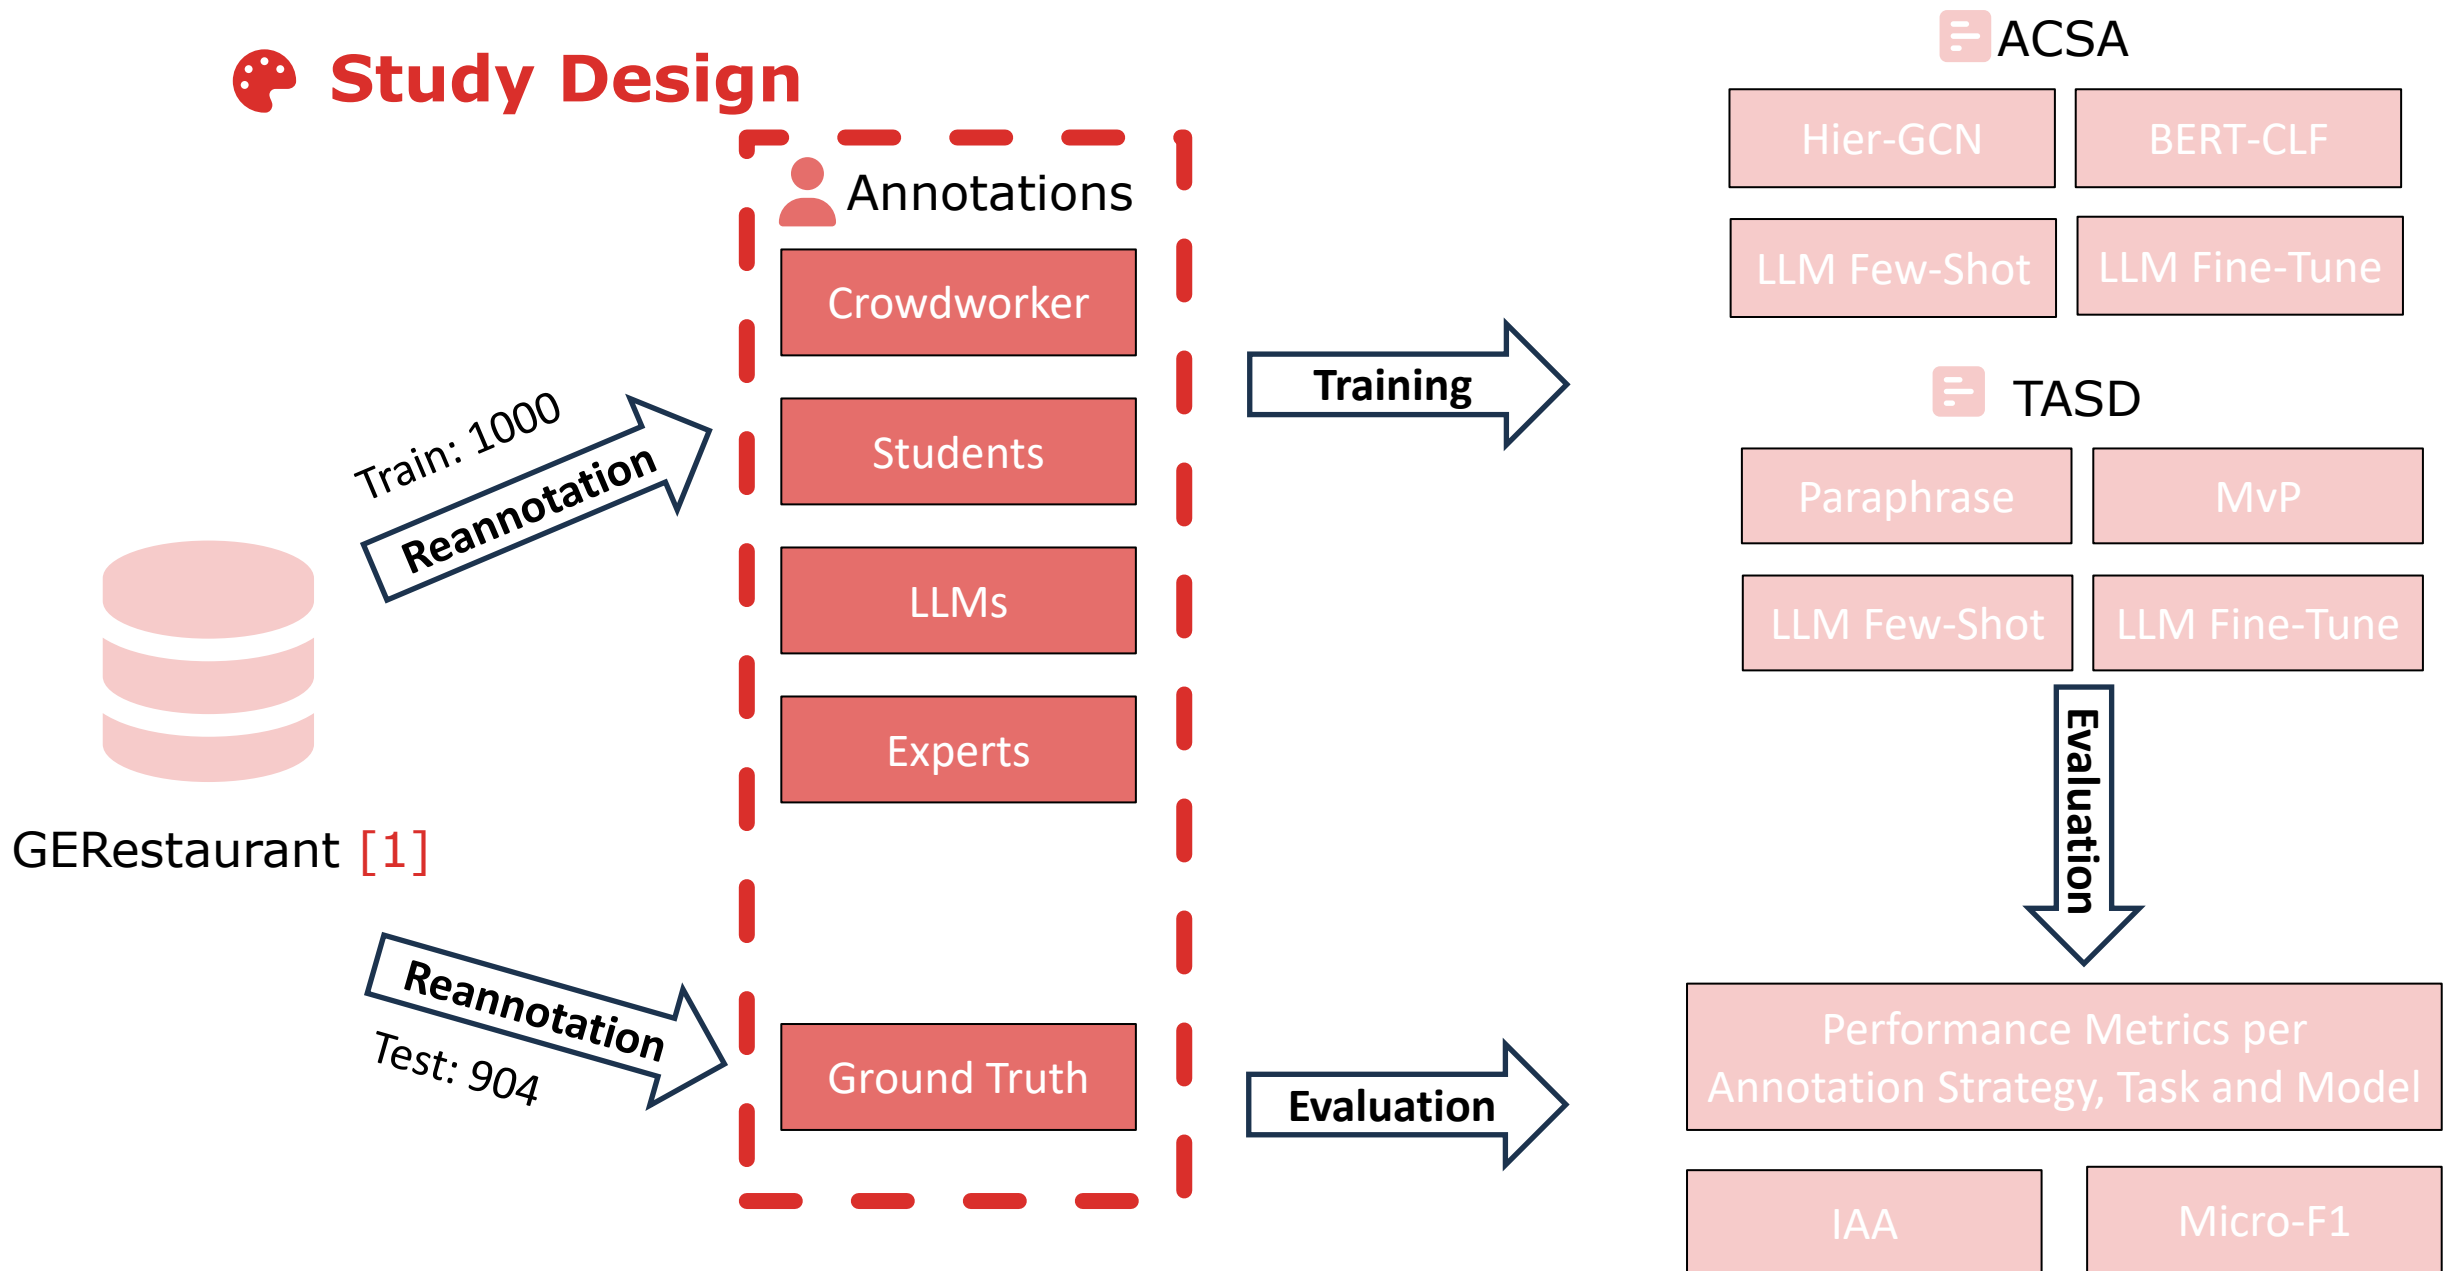 Study Design
GERestaurant [1]
Train: 1000
Reannotation
Reannotation
Test: 904
Annotations
Crowdworker
Students
LLMs
Experts
Ground Truth
Training
Evaluation
ACSA
Hier-GCN
BERT-CLF
LLM Few-Shot
LLM Fine-Tune
TASD
Paraphrase
MvP
LLM Few-Shot
LLM Fine-Tune
Evaluation
Performance Metrics per
Annotation Strategy, Task and Model
IAA
Micro-F1